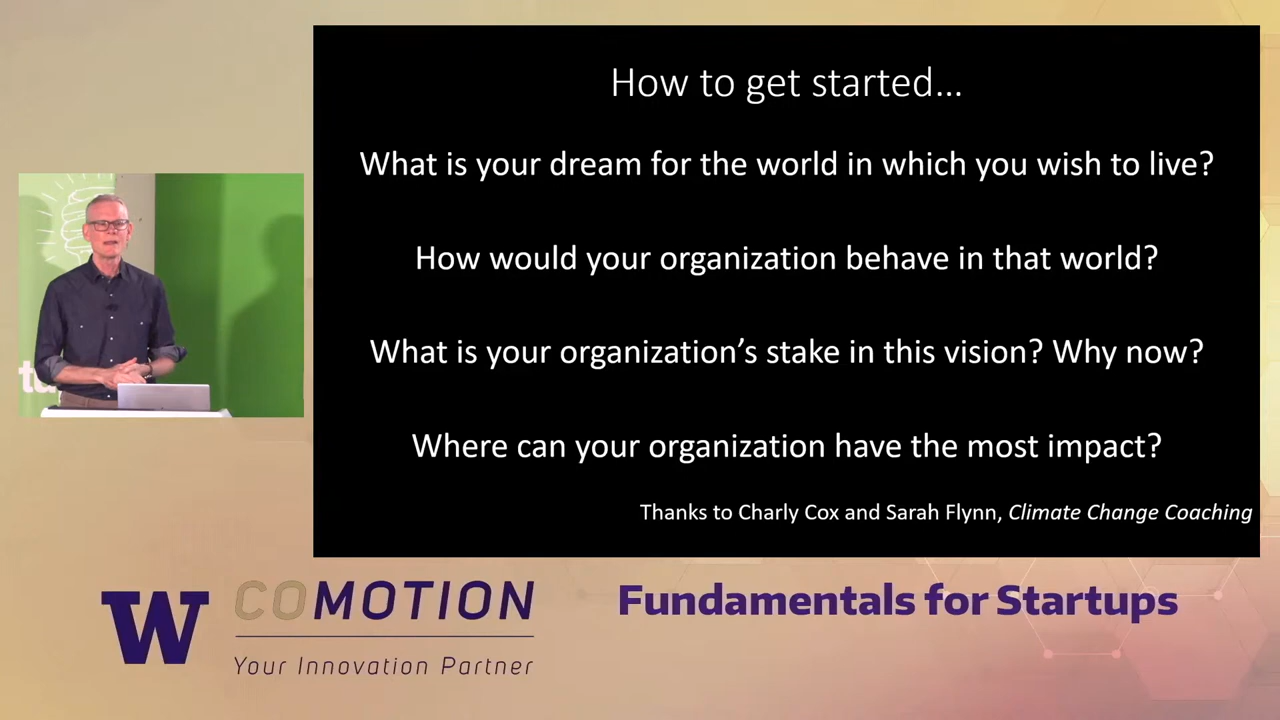 How to get started...
What is your dream for the world in which you wish to live?
How would your organization behave in that world?
What is your organization's stake in this vision? Why now?
Where can your organization have the most impact?
Thanks to Charly Cox and Sarah Flynn, Climate Change Coaching
W COMOTION
Your Innovation Partner
Fundamentals for Startups